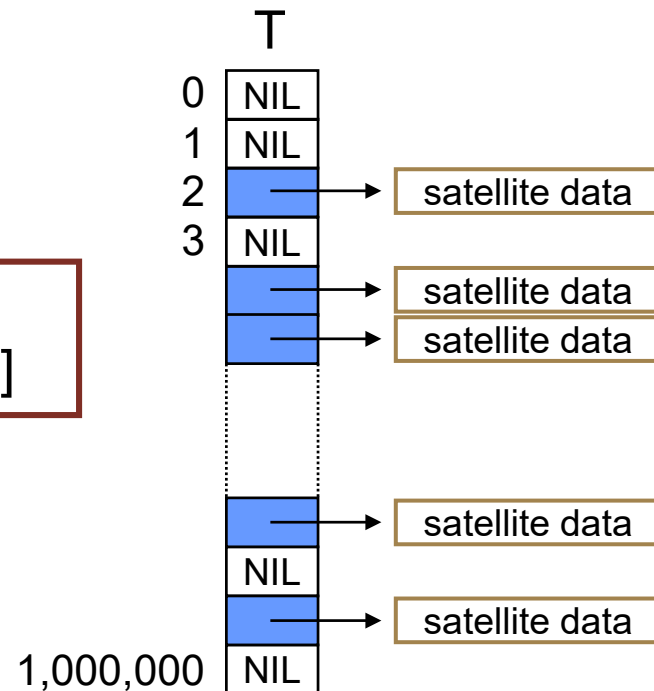 T
0 NIL
1 NIL
2 satellite data
3 NIL
satellite data
]
satellite data
satellite data
NIL
satellite data
1,000,000 NIL